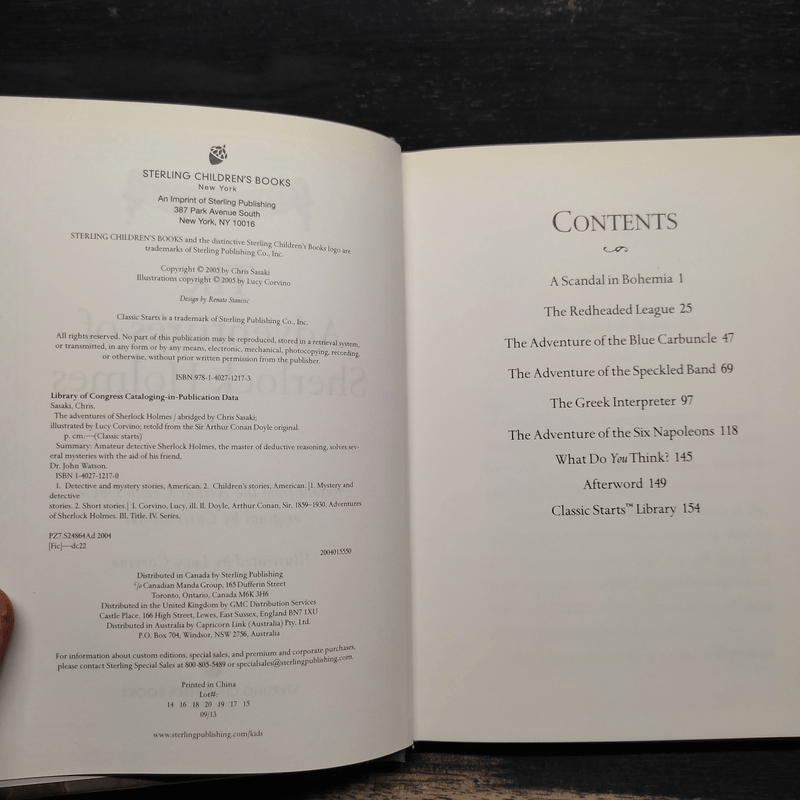 STERLING CHILDREN'S BOOKS
New York
An Imprint of Sterling Publishing
387 Park Avenue South
New York, NY 10016
STERLING CHILDREN'S BOOKS and the distinctive Sterling Children's Books logo are
trademarks of Sterling Publishing Co., Inc.
Copyright © 2005 by Chris Sasaki
Illustrations copyright © 2005 by Lucy Corvino
Design by Renato Stanisic
Classic Starts is a trademark of Sterling Publishing Co., Inc.
All rights reserved. No part of this publication may be reproduced, stored in a retrieval system,
or transmitted, in any form or by any means, electronic, mechanical, photocopying, recording,
or otherwise, without prior written permission from the publisher.
ISBN 978-1-4027-1217-3
Library of Congress Cataloging-in-Publication Data
Sasaki, Chris.
The adventures of Sherlock Holmes / abridged by Chris Sasaki;
illustrated by Lucy Corvino; retold from the Sir Arthur Conan Doyle original.
p. cm.—(Classic starts)
Summary: Amateur detective Sherlock Holmes, the master of deductive reasoning, solves sev-
eral mysteries with the aid of his friend,
Dr. John Watson.
ISBN 1-4027-1217-0
1. Detective and mystery stories, American. 2. Children's stories, American. [1. Mystery and
detective
stories. 2. Short stories.] I. Corvino, Lucy, ill. II. Doyle, Arthur Conan, Sir, 1859–1930. Adventures
of Sherlock Holmes. III. Title. IV. Series.
PZ7.S24864Ad 2004
[Fic]—dc22
2004015550
Distributed in Canada by Sterling Publishing
c/o Canadian Manda Group, 165 Dufferin Street
Toronto, Ontario, Canada M6K 3H6
Distributed in the United Kingdom by GMC Distribution Services
Castle Place, 166 High Street, Lewes, East Sussex, England BN7 1XU
Distributed in Australia by Capricorn Link (Australia) Pty. Ltd.
P.O. Box 704, Windsor, NSW 2756, Australia
For information about custom editions, special sales, and premium and corporate purchases,
please contact Sterling Special Sales at 800-805-5489 or specialsales@sterlingpublishing.com.
Printed in China
Lot#:
14 16 18 20 19 17 15
09/13
www.sterlingpublishing.com/kids
CONTENTS
A Scandal in Bohemia 1
The Redheaded League 25
The Adventure of the Blue Carbuncle 47
The Adventure of the Speckled Band 69
The Greek Interpreter 97
The Adventure of the Six Napoleons 118
What Do You Think? 145
Afterword 149
Classic Starts™ Library 154